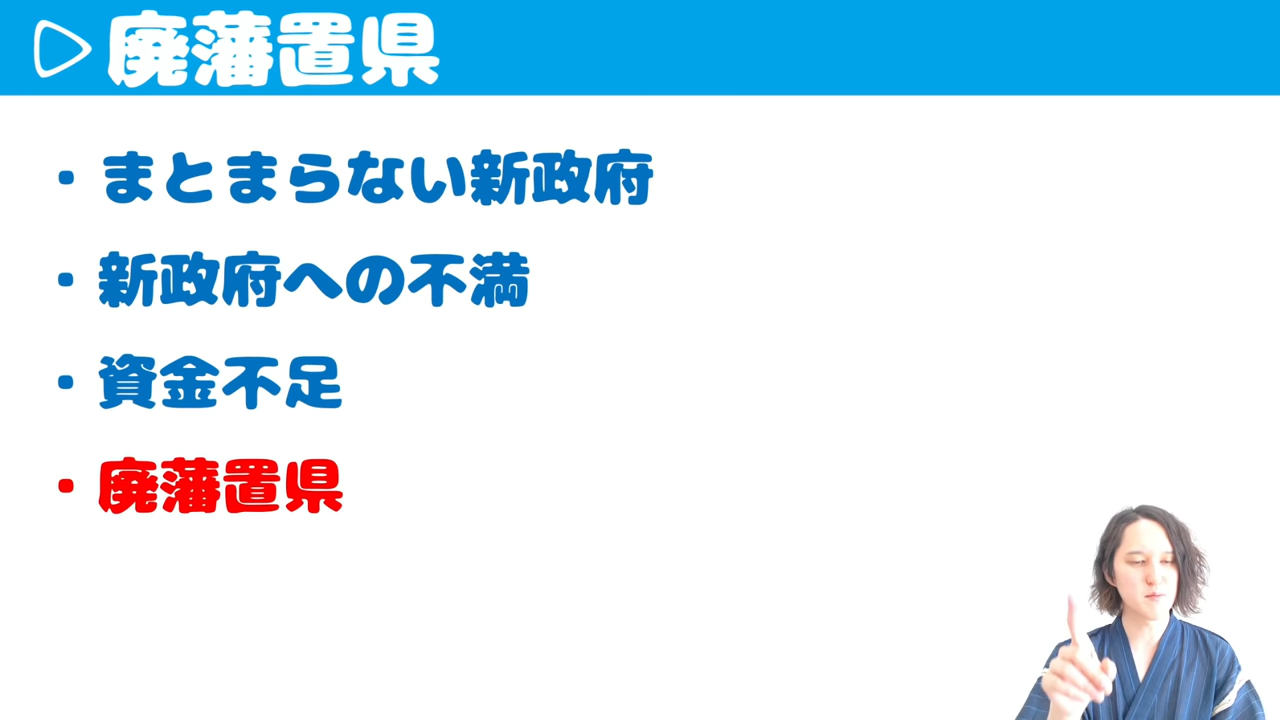 廃藩置県
・まとまらない新政府
・新政府への不満
・資金不足
・廃藩置県